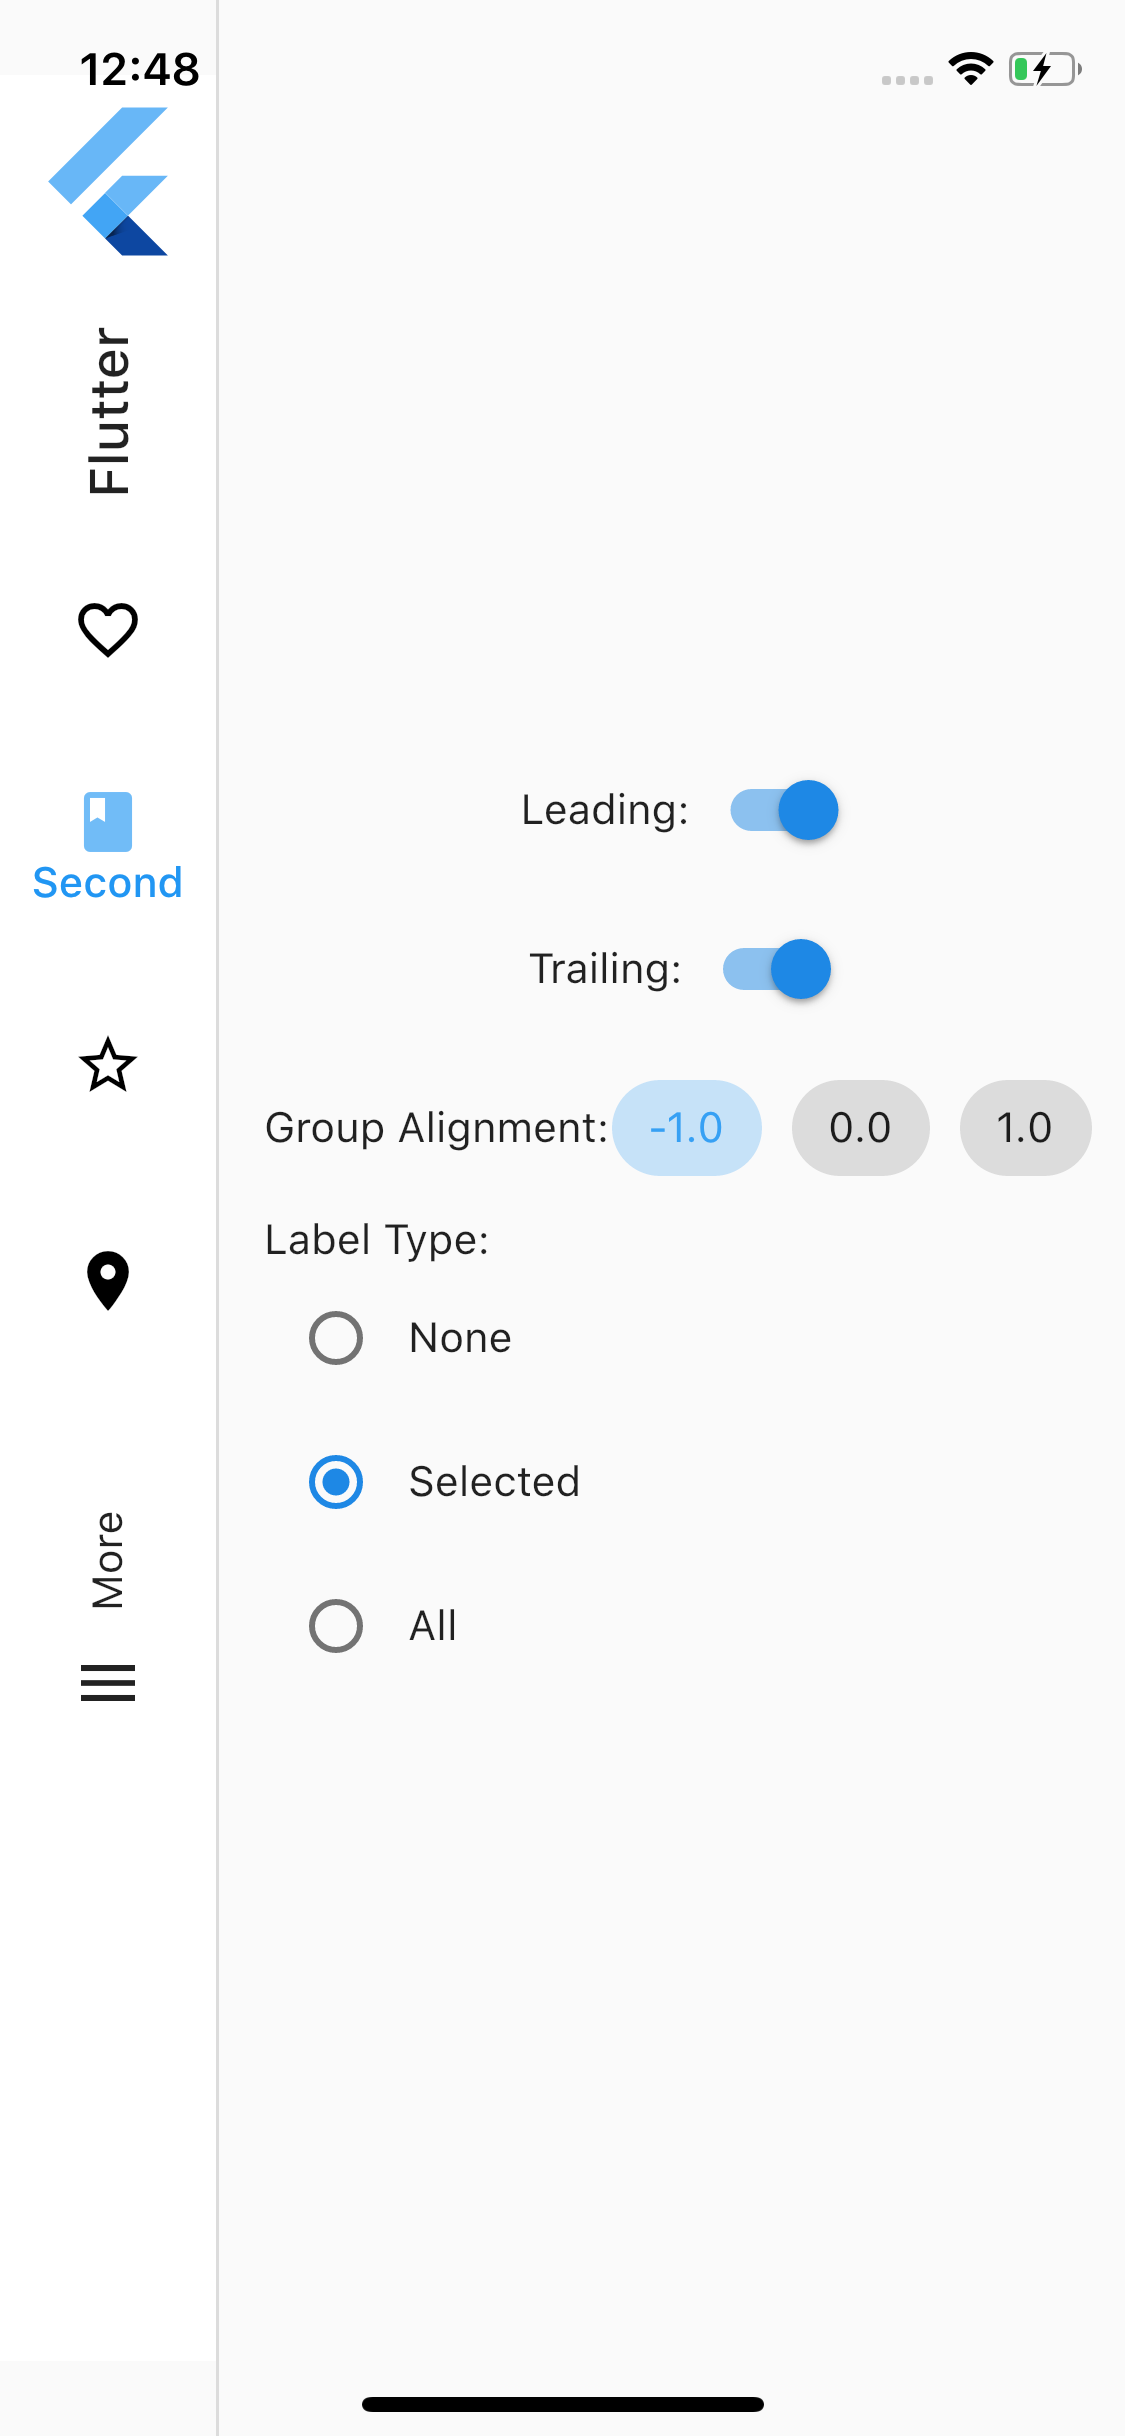 12:48
Flutter
Second
More
Leading:
Trailing:
Group Alignment: -1.0 0.0 1.0
Label Type:
None
Selected
All